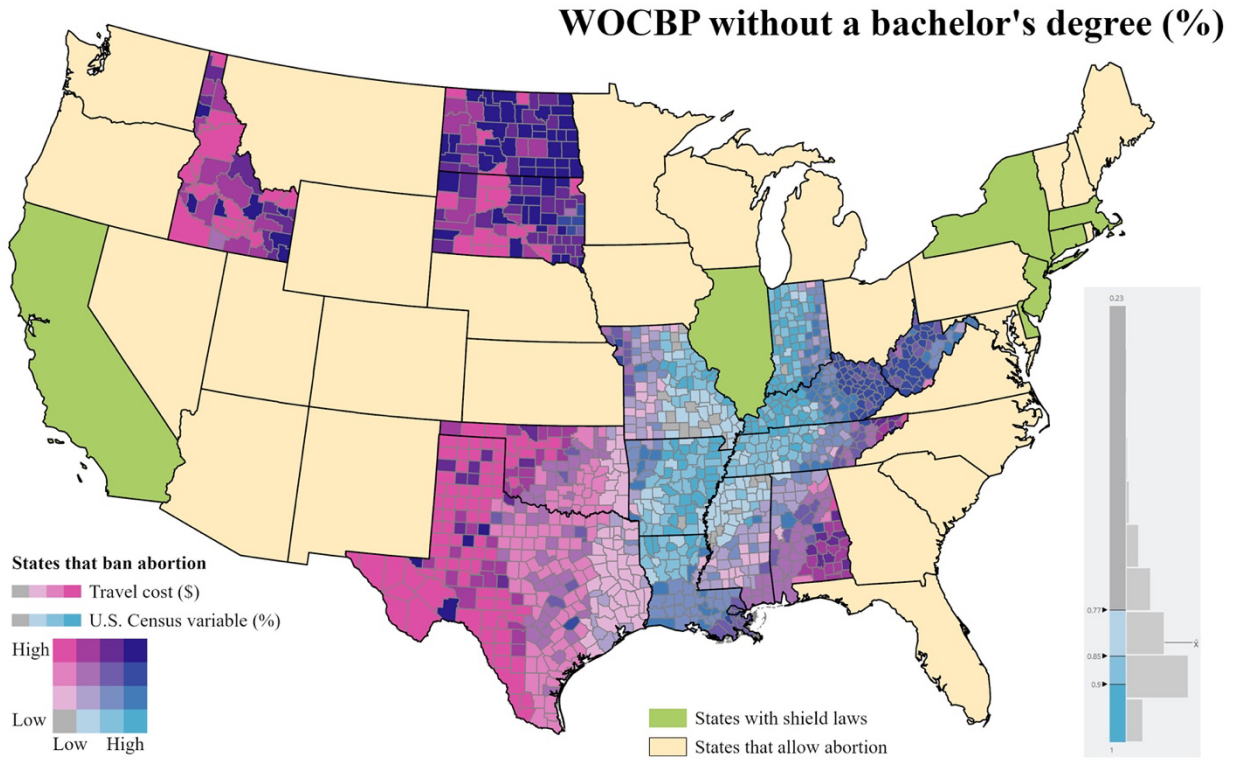 WOCBP without a bachelor's degree (%)
0.23
0.77
x̂
0.85
0.9
1
States that ban abortion
Travel cost ($)
U.S. Census variable (%)
High
Low
Low High
States with shield laws
States that allow abortion